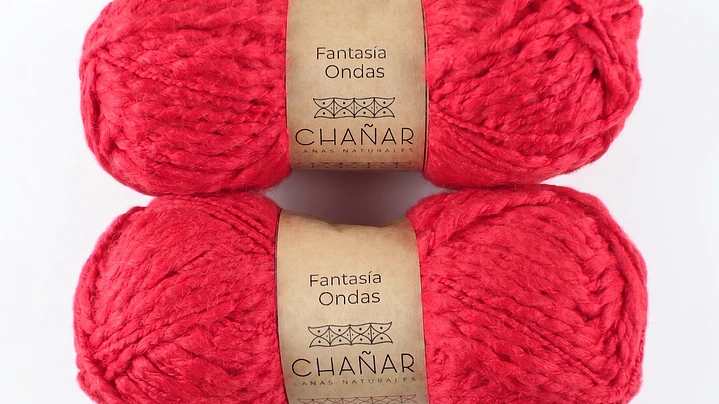 Fantasía
Ondas
CHAÑAR
LANAS NATURALES
Fantasía
Ondas
CHAÑAR
LANAS NATURALES